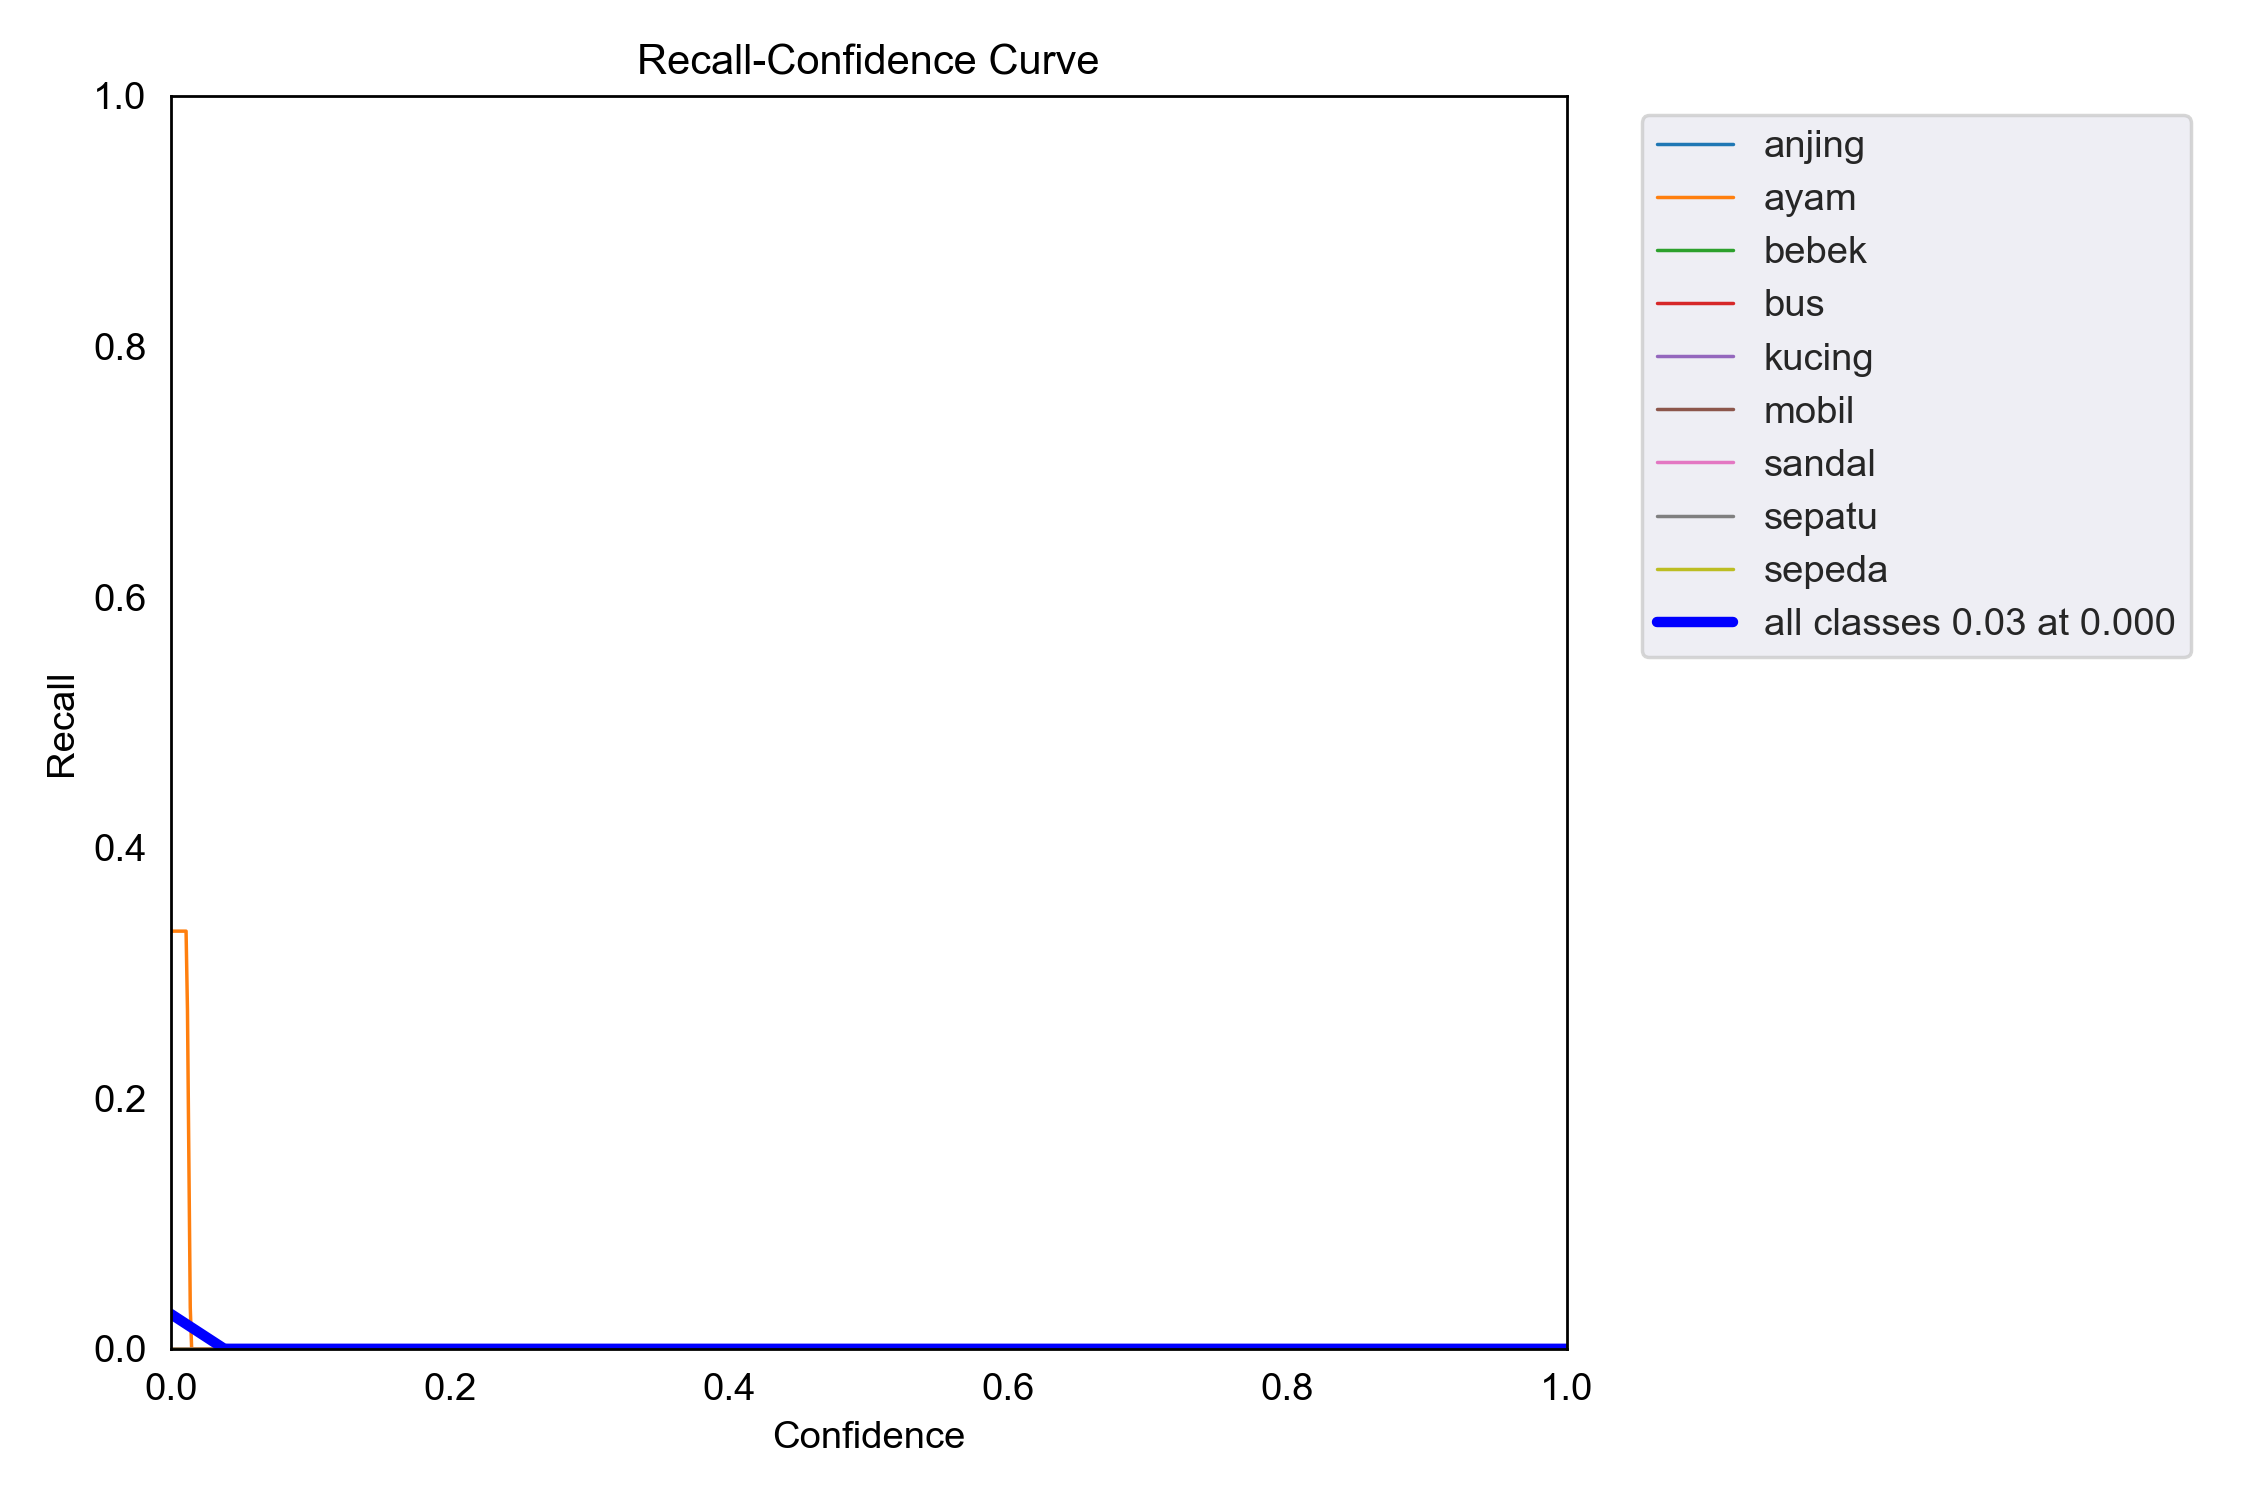 Recall-Confidence Curve
1.0
0.8
0.6
0.4
0.2
0.0
Recall
0.0 0.2 0.4 0.6 0.8 1.0
Confidence
anjing
ayam
bebek
bus
kucing
mobil
sandal
sepatu
sepeda
all classes 0.03 at 0.000